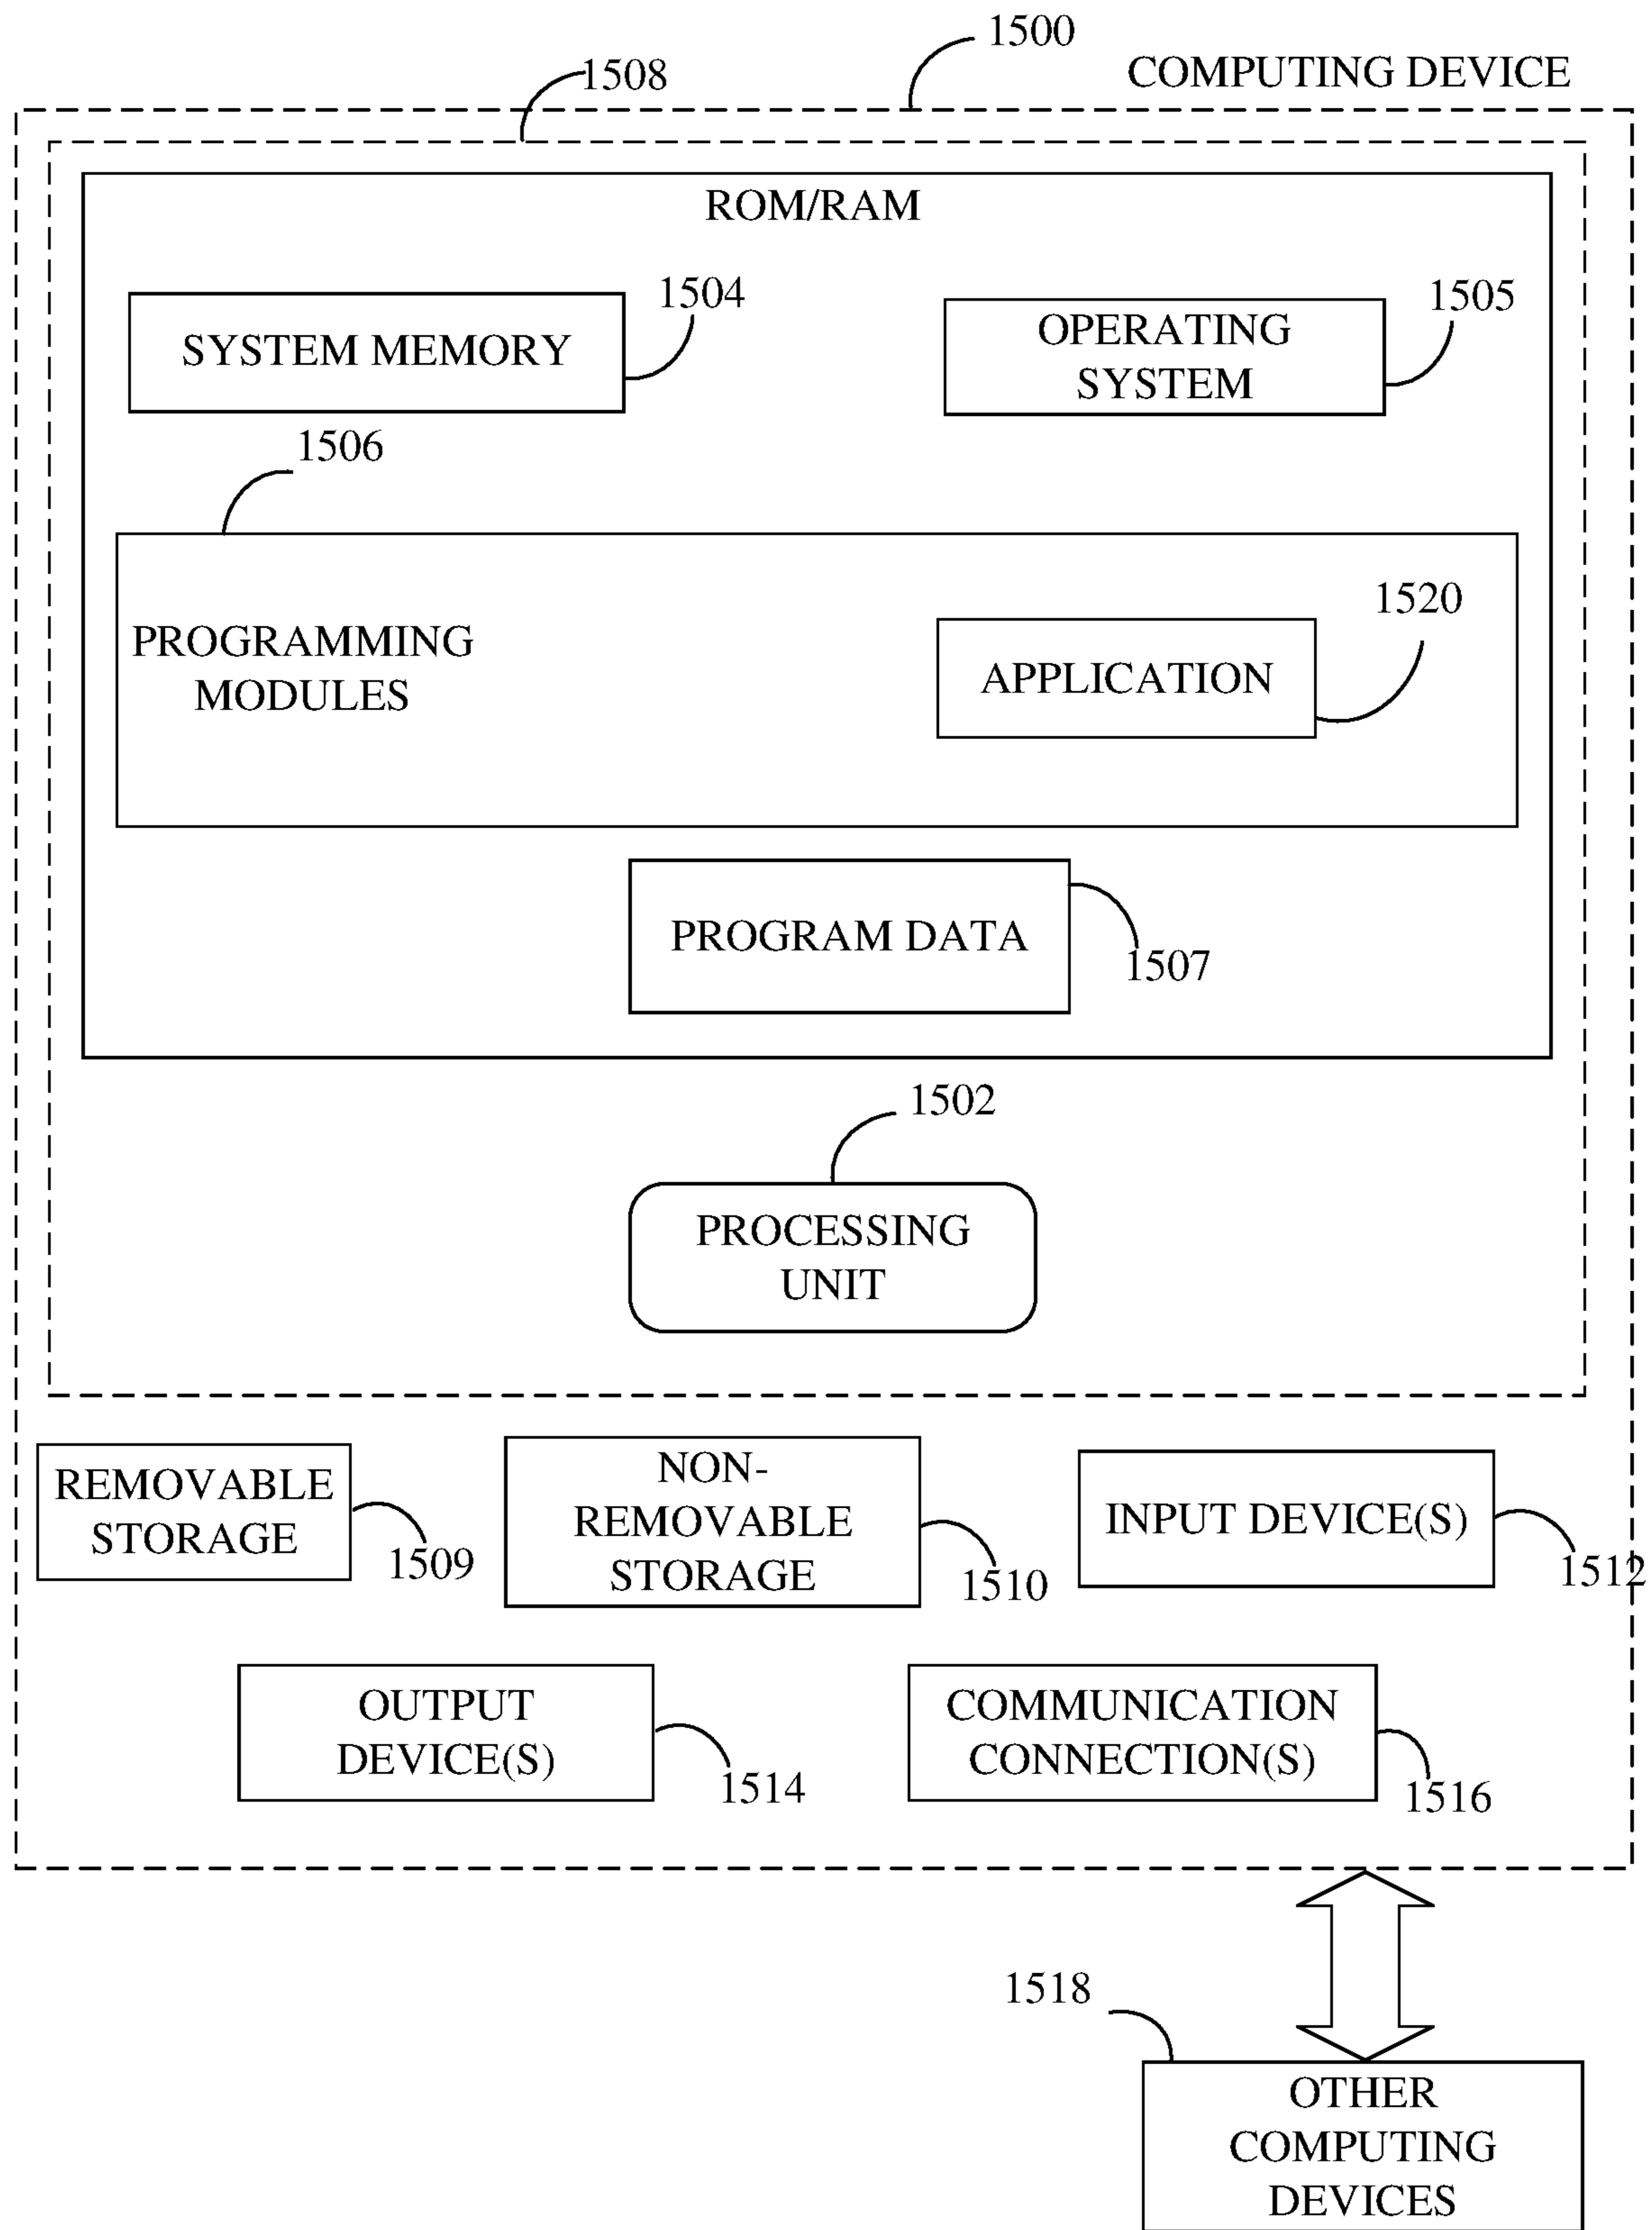 1500
COMPUTING DEVICE
1508
ROM/RAM
1504
SYSTEM MEMORY
1505
OPERATING
SYSTEM
1506
PROGRAMMING
MODULES
1520
APPLICATION
PROGRAM DATA
1507
1502
PROCESSING
UNIT
REMOVABLE
STORAGE
1509
NON-
REMOVABLE
STORAGE
1510
INPUT DEVICE(S)
1512
OUTPUT
DEVICE(S)
1514
COMMUNICATION
CONNECTION(S)
1516
1518
OTHER
COMPUTING
DEVICES